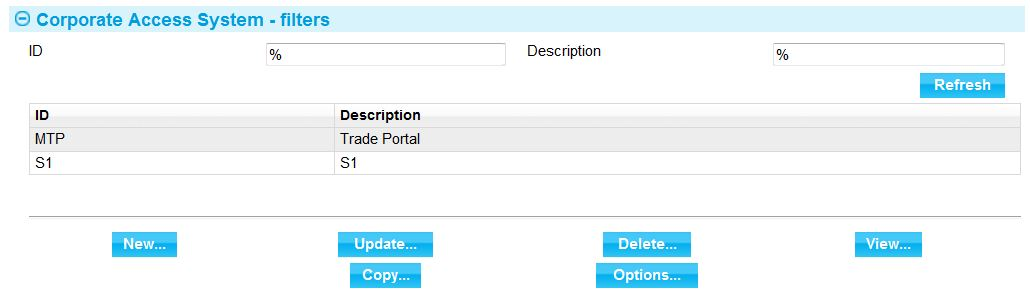 Corporate Access System - filters
ID % Description %
Refresh
ID Description
MTP Trade Portal
S1 S1
New... Update... Delete... View...
Copy... Options...